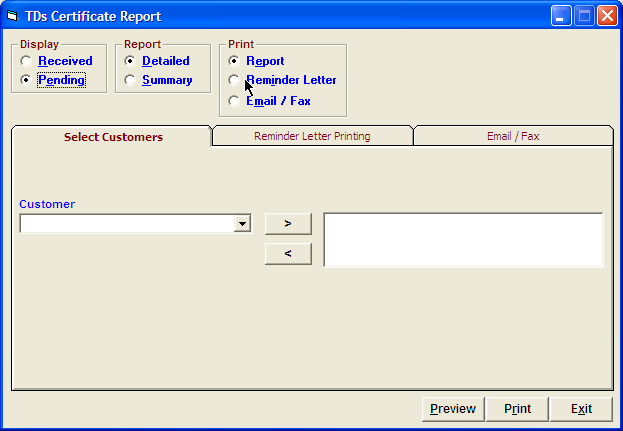 TDs Certificate Report
Display
Received
Pending
Report
Detailed
Summary
Print
Report
Reminder Letter
Email / Fax
Select Customers
Reminder Letter Printing
Email / Fax
Customer
>
<
Preview
Print
Exit